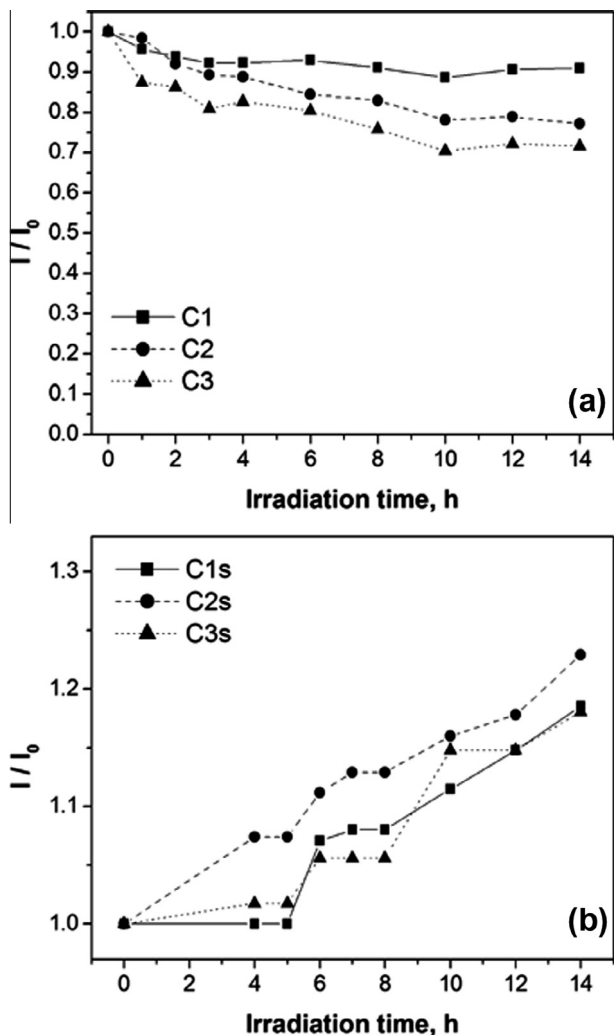 1.0
0.9
0.8
0.7
0.6
0.5
0.4
0.3
0.2
0.1
0.0
I / I0
C1
C2
C3
(a)
0 2 4 6 8 10 12 14
Irradiation time, h
1.3
1.2
1.1
1.0
I / I0
C1s
C2s
C3s
(b)
0 2 4 6 8 10 12 14
Irradiation time, h